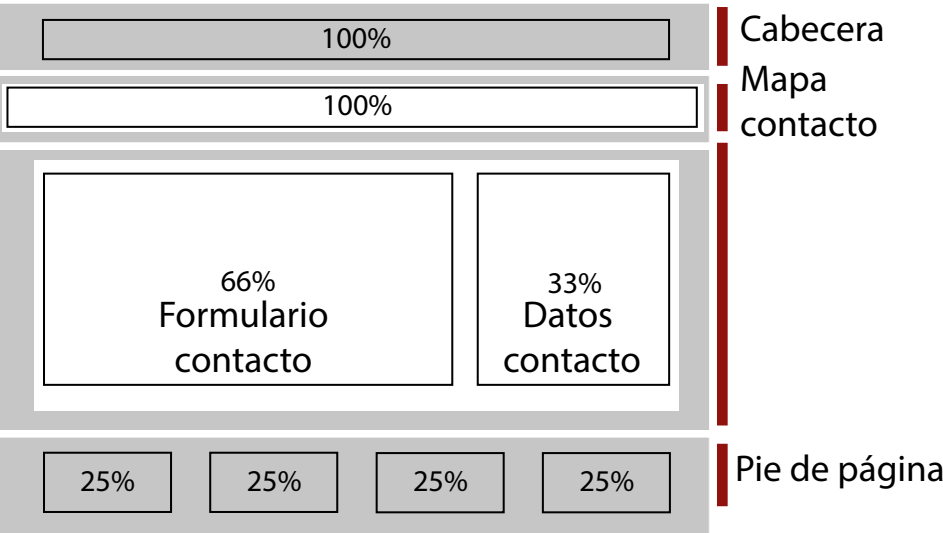 100%
Cabecera
100%
Mapa
contacto
66%
Formulario
contacto
33%
Datos
contacto
25%
25%
25%
25%
Pie de página